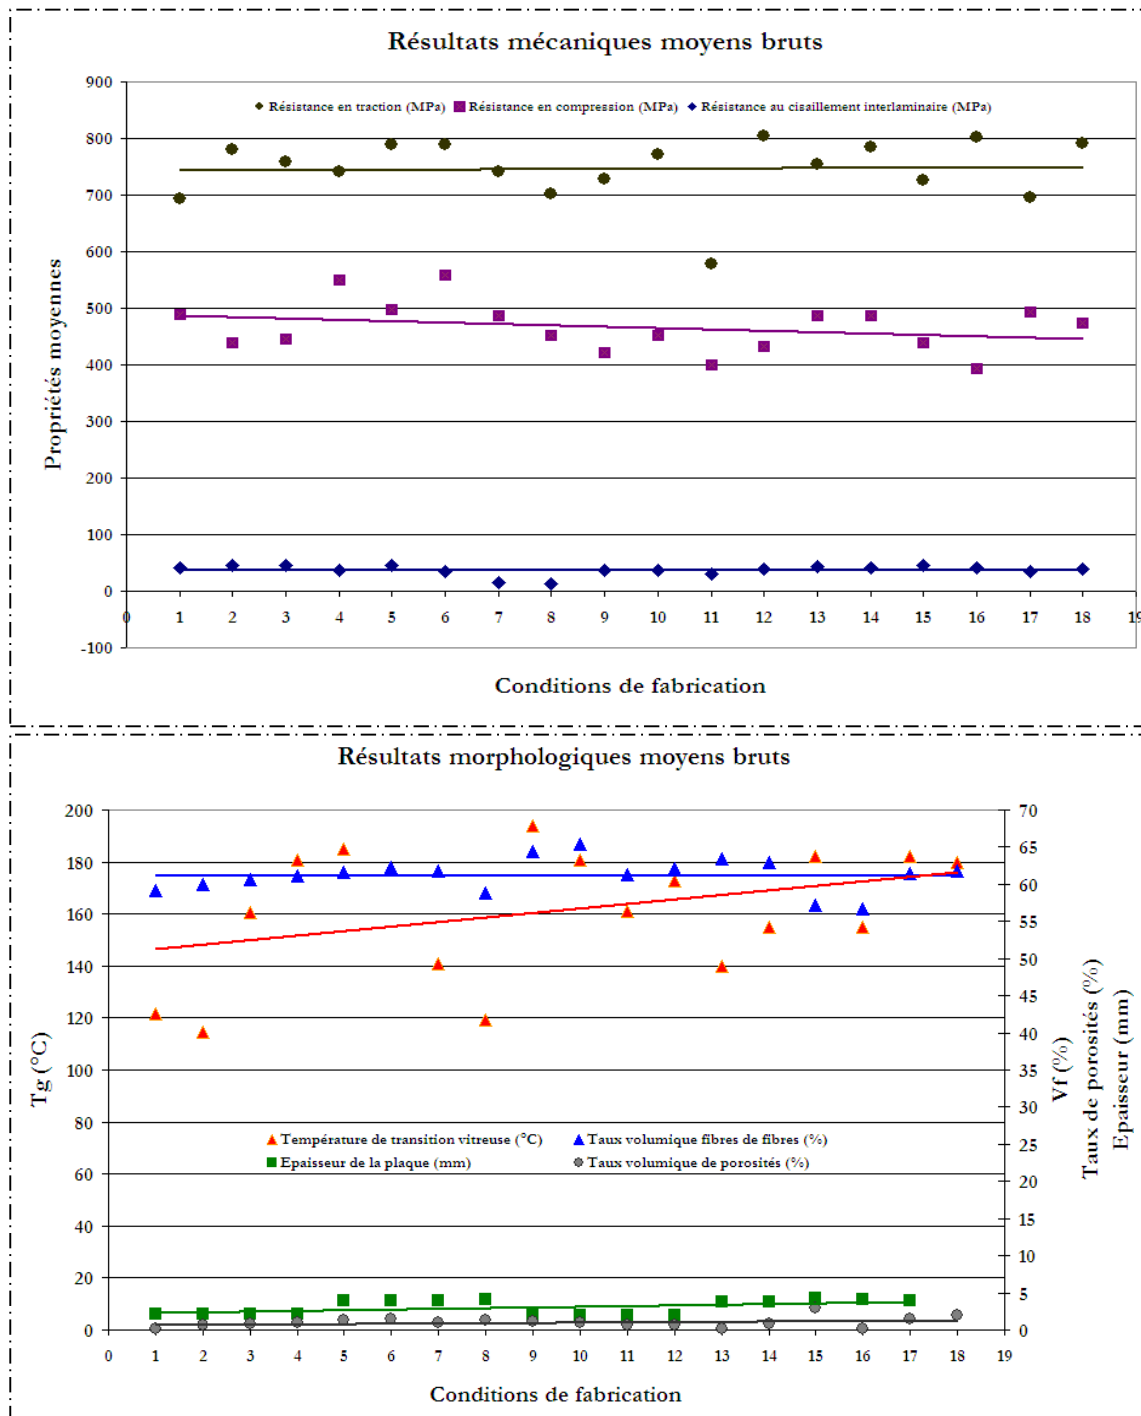 Résultats mécaniques moyens bruts
900
Résistance en traction (MPa) Résistance en compression (MPa) Résistance au cisaillement interlaminaire (MPa)
800
700
600
500
400
300
200
100
0
0 1 2 3 4 5 6 7 8 9 10 11 12 13 14 15 16 17 18 19
-100
Propriétés moyennes
Conditions de fabrication
Résultats morphologiques moyens bruts
200 70
180 65
160 60
140 55
120 50
100 45
80 40
60 35
40 30
20 25
0 20
15
10
5
0
Température de transition vitreuse (°C) Taux volumique fibres de fibres (%)
Epaisseur de la plaque (mm) Taux volumique de porosités (%)
0 1 2 3 4 5 6 7 8 9 10 11 12 13 14 15 16 17 18 19
Tg (°C)
Vf (%)
Taux de porosités (%)
Epaisseur (mm)
Conditions de fabrication